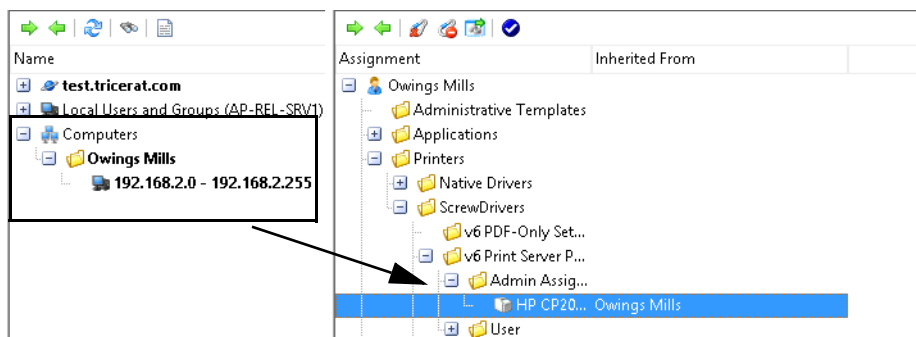 Name
test.tricerat.com
Local Users and Groups (AP-REL-SRV1)
Computers
Owings Mills
192.168.2.0 - 192.168.2.255
Assignment Inherited From
Owings Mills
Administrative Templates
Applications
Printers
Native Drivers
ScrewDrivers
v6 PDF-Only Set...
v6 Print Server P...
Admin Assig...
HP CP20... Owings Mills
User